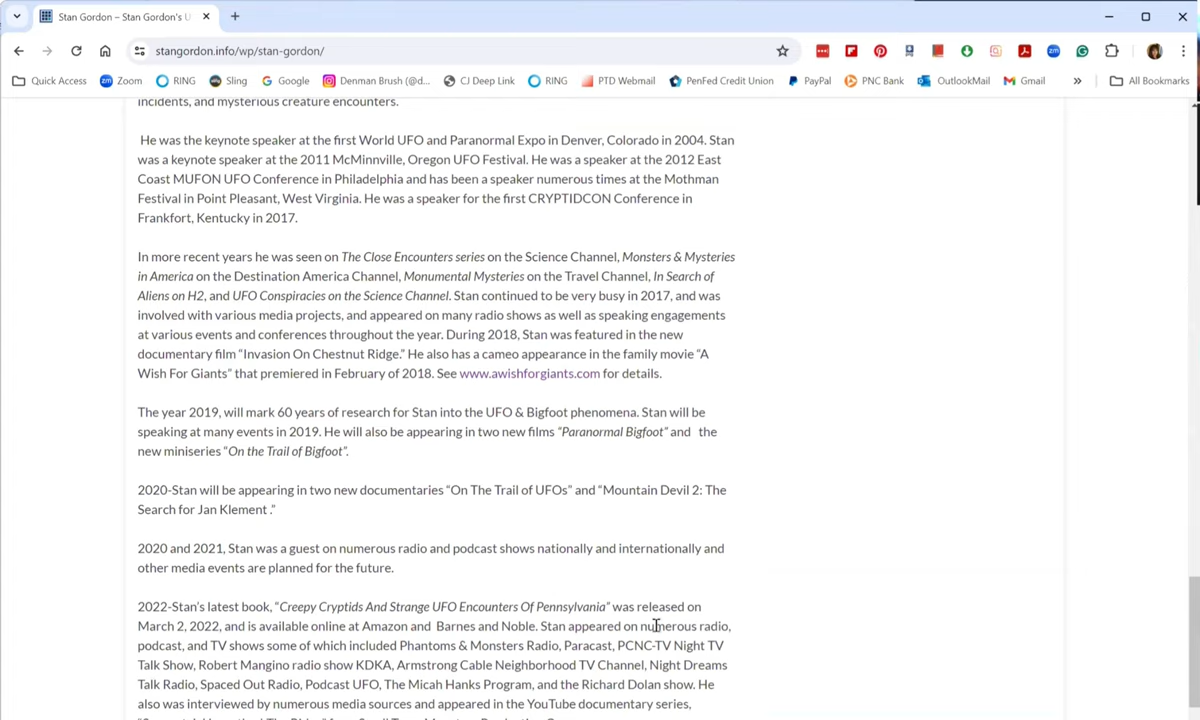 Stan Gordon – Stan Gordon's U
stangordon.info/wp/stan-gordon/
Quick Access Zoom RING Sling Google Denman Brush (@d... CJ Deep Link RING PTD Webmail PenFed Credit Union PayPal PNC Bank OutlookMail Gmail » All Bookmarks
incidents, and mysterious creature encounters.
He was the keynote speaker at the first World UFO and Paranormal Expo in Denver, Colorado in 2004. Stan
was a keynote speaker at the 2011 McMinnville, Oregon UFO Festival. He was a speaker at the 2012 East
Coast MUFON UFO Conference in Philadelphia and has been a speaker numerous times at the Mothman
Festival in Point Pleasant, West Virginia. He was a speaker for the first CRYPTIDCON Conference in
Frankfort, Kentucky in 2017.
In more recent years he was seen on The Close Encounters series on the Science Channel, Monsters & Mysteries
in America on the Destination America Channel, Monumental Mysteries on the Travel Channel, In Search of
Aliens on H2, and UFO Conspiracies on the Science Channel. Stan continued to be very busy in 2017, and was
involved with various media projects, and appeared on many radio shows as well as speaking engagements
at various events and conferences throughout the year. During 2018, Stan was featured in the new
documentary film “Invasion On Chestnut Ridge.” He also has a cameo appearance in the family movie “A
Wish For Giants” that premiered in February of 2018. See www.awishforgiants.com for details.
The year 2019, will mark 60 years of research for Stan into the UFO & Bigfoot phenomena. Stan will be
speaking at many events in 2019. He will also be appearing in two new films “Paranormal Bigfoot” and the
new miniseries “On the Trail of Bigfoot”.
2020-Stan will be appearing in two new documentaries “On The Trail of UFOs” and “Mountain Devil 2: The
Search for Jan Klement .”
2020 and 2021, Stan was a guest on numerous radio and podcast shows nationally and internationally and
other media events are planned for the future.
2022-Stan’s latest book, “Creepy Cryptids And Strange UFO Encounters Of Pennsylvania” was released on
March 2, 2022, and is available online at Amazon and Barnes and Noble. Stan appeared on numerous radio,
podcast, and TV shows some of which included Phantoms & Monsters Radio, Paracast, PCNC-TV Night TV
Talk Show, Robert Mangino radio show KDKA, Armstrong Cable Neighborhood TV Channel, Night Dreams
Talk Radio, Spaced Out Radio, Podcast UFO, The Micah Hanks Program, and the Richard Dolan show. He
also was interviewed by numerous media sources and appeared in the YouTube documentary series,